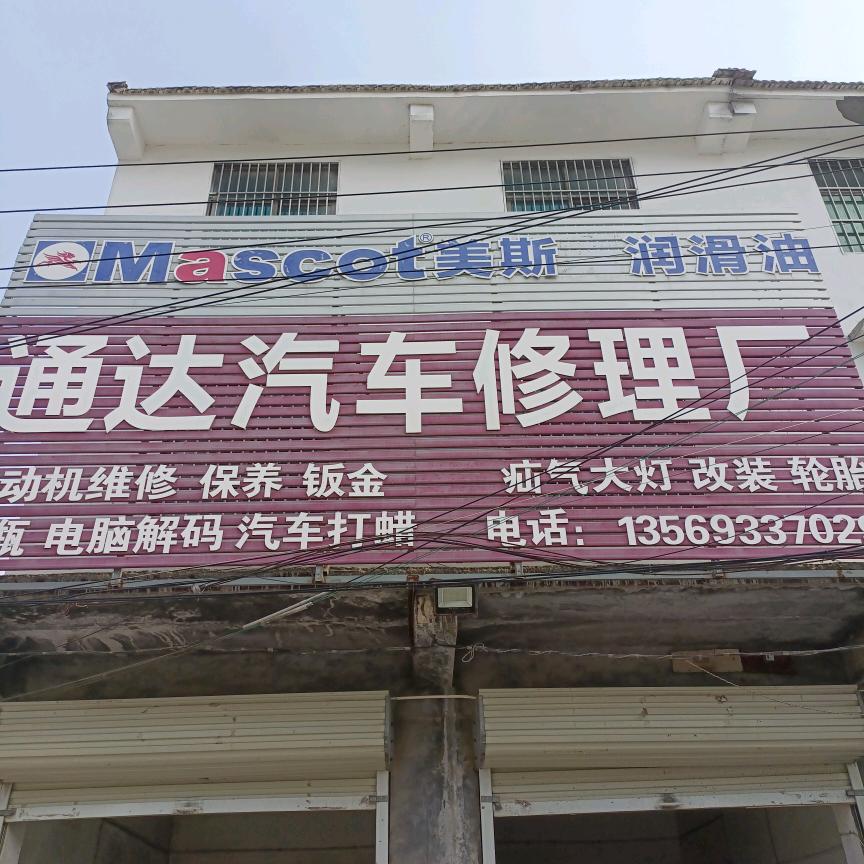 Mascot®美斯 润滑油
通达汽车修理厂
动机维修 保养 钣金 疝气大灯 改装 轮胎
瓶 电脑解码 汽车打蜡 电话：1356933702